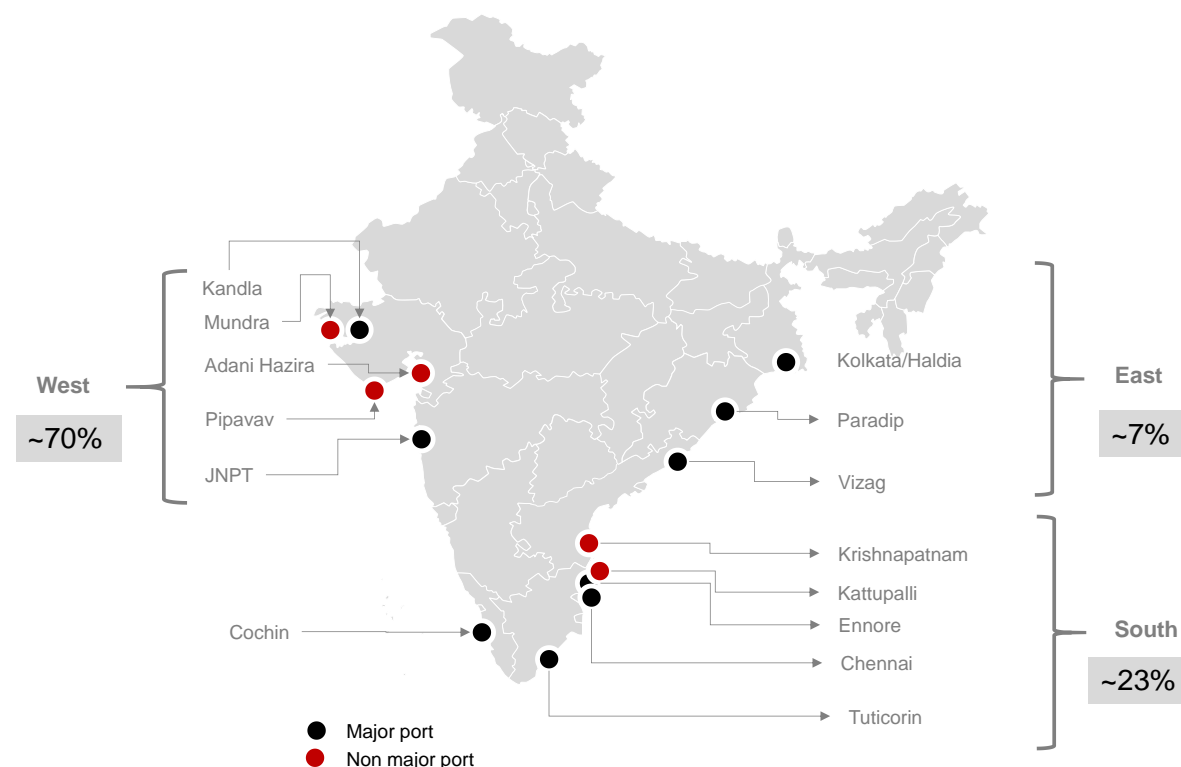 Kandla
Mundra
Adani Hazira
West
~70%
Pipavav
JNPT
Cochin
Kolkata/Haldia
Paradip
Vizag
East
~7%
Krishnapatnam
Kattupalli
Ennore
Chennai
Tuticorin
South
~23%
Major port
Non major port